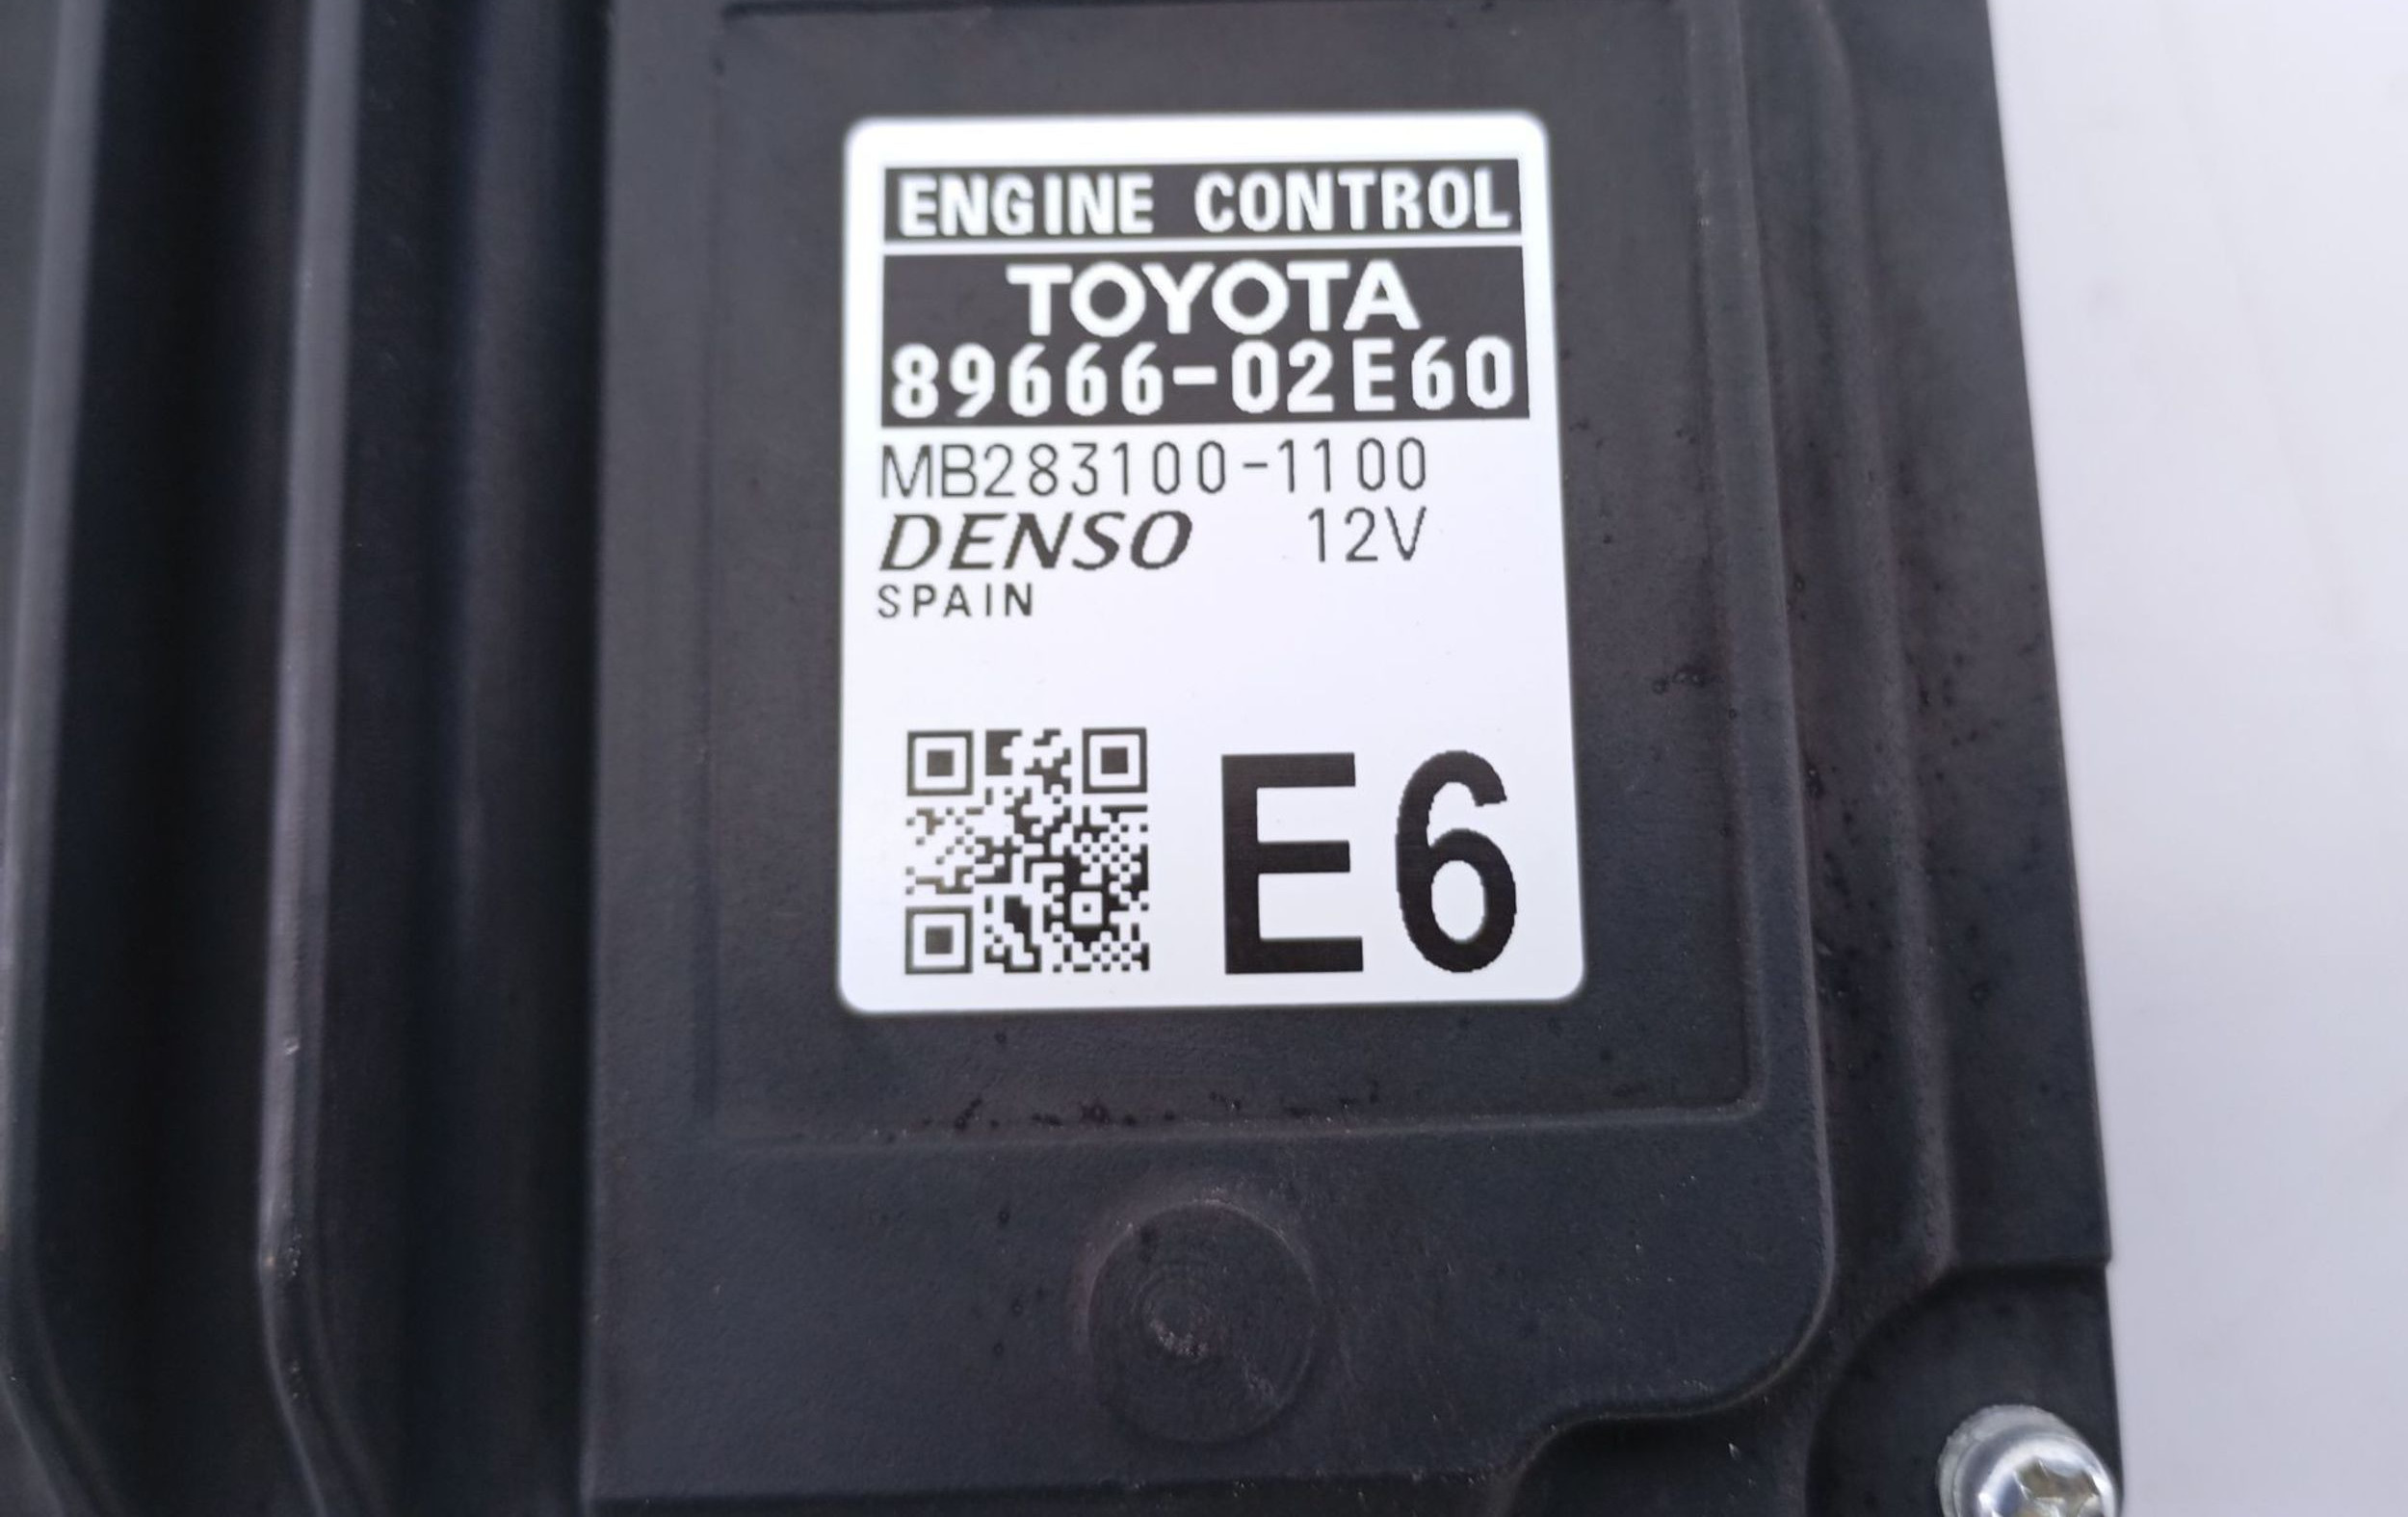 ENGINE CONTROL
TOYOTA
89666-02E60
MB283100-1100
DENSO 12V
SPAIN
E6